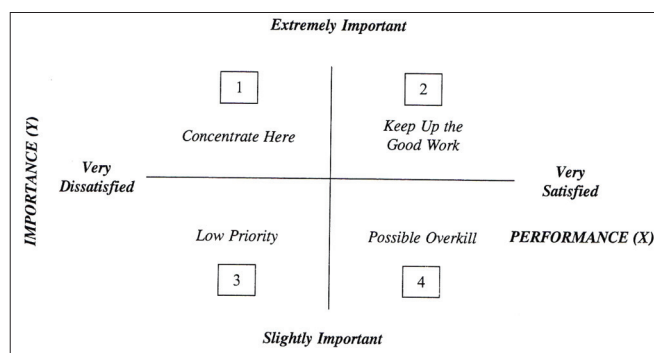 Extremely Important
1
2
Concentrate Here
Keep Up the
Good Work
IMPORTANCE (Y)
Very
Dissatisfied
Very
Satisfied
Low Priority
Possible Overkill
PERFORMANCE (X)
3
4
Slightly Important